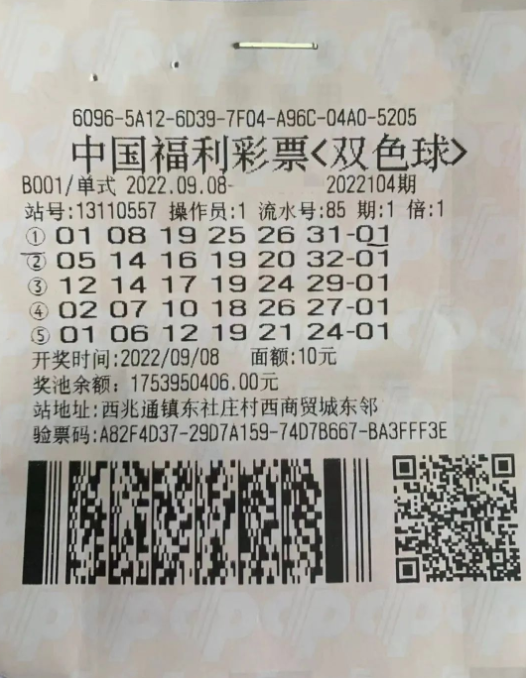 6096-5A12-6D39-7F04-A96C-04A0-5205
中国福利彩票<双色球>
B001/单式 2022.09.08- 2022104期
站号:13110557 操作员:1 流水号:85 期:1 倍:1
① 01 08 19 25 26 31-01
② 05 14 16 19 20 32-01
③ 12 14 17 19 24 29-01
④ 02 07 10 18 26 27-01
⑤ 01 06 12 19 21 24-01
开奖时间:2022/09/08 面额:10元
奖池余额: 1753950406.00元
站地址:西兆通镇东社庄村西商贸城东邻
验票码:A82F4D37-29D7A159-74D7B667-BA3FFF3E